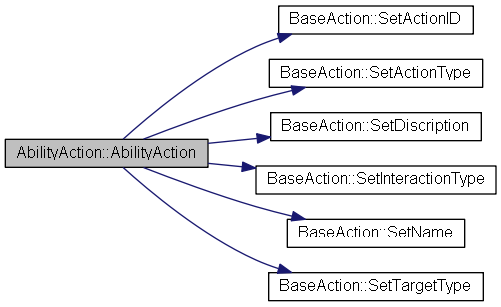 BaseAction::SetActionID
BaseAction::SetActionType
BaseAction::SetDiscription
AbilityAction::AbilityAction
BaseAction::SetInteractionType
BaseAction::SetName
BaseAction::SetTargetType